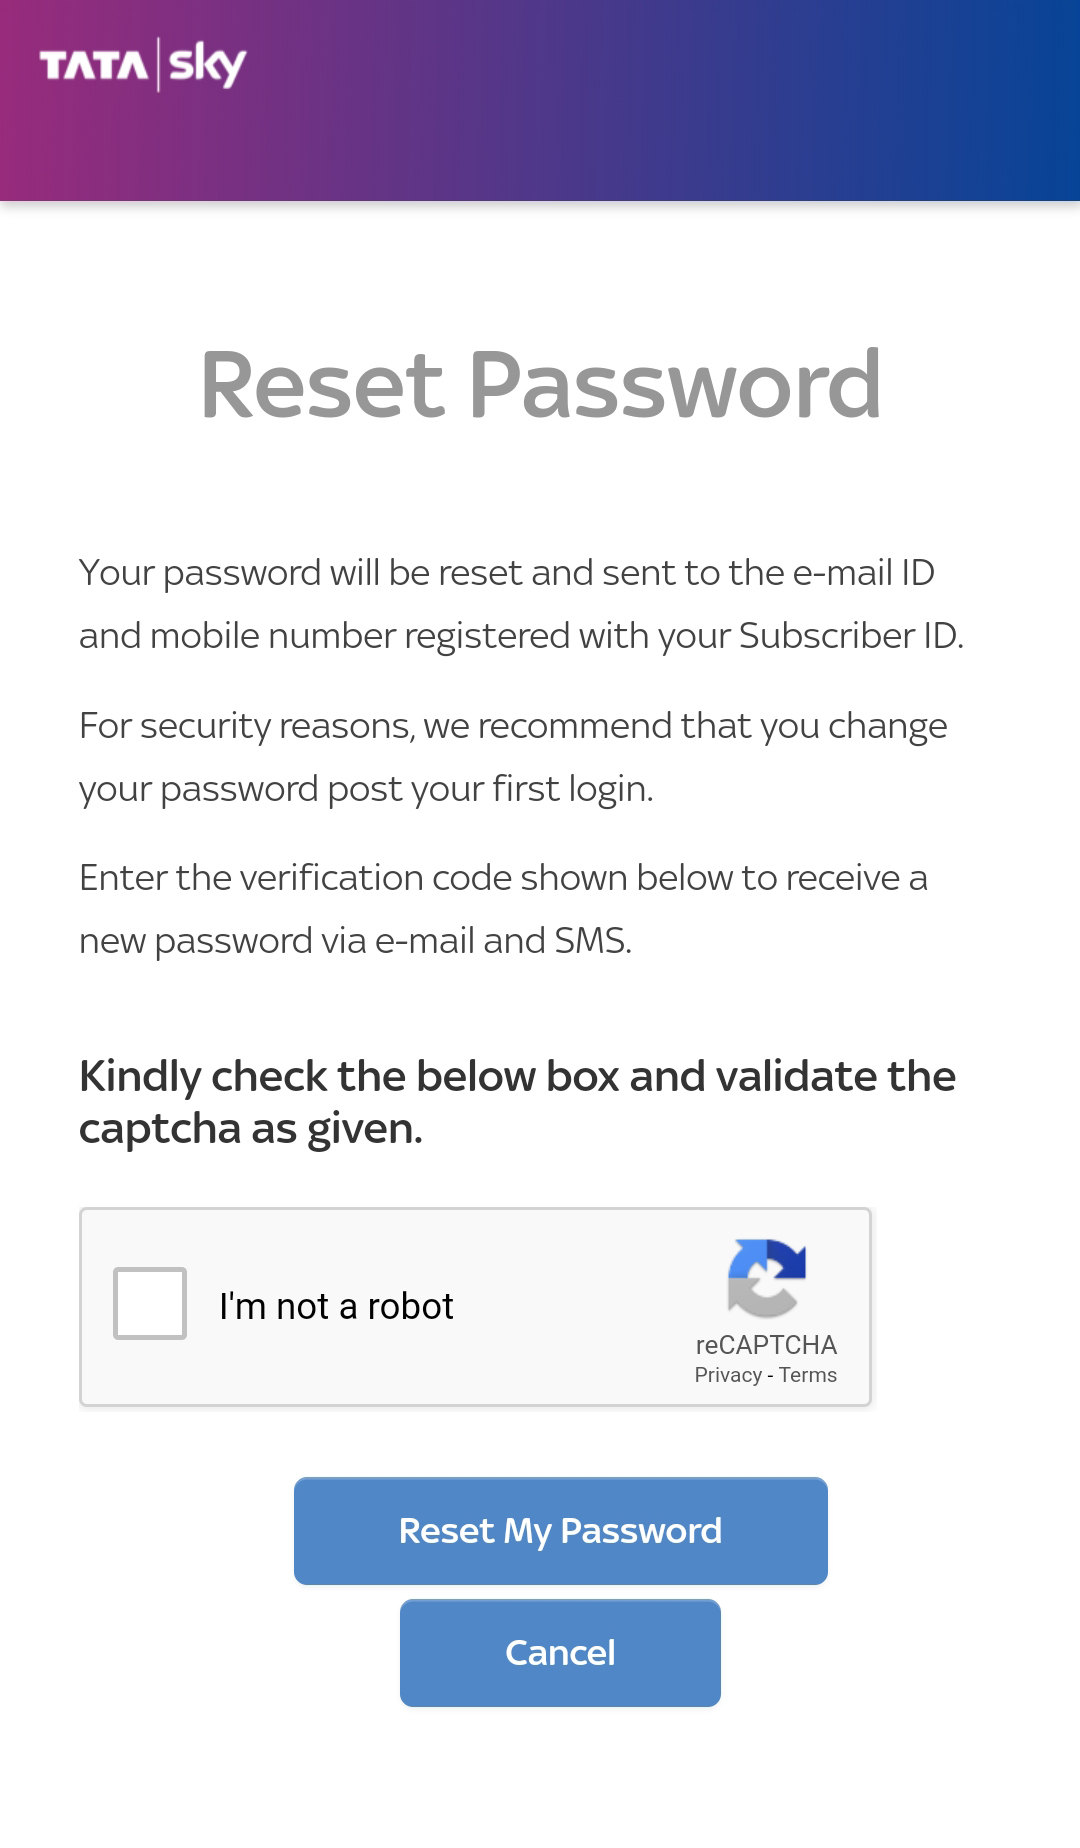 TATA sky
Reset Password
Your password will be reset and sent to the e-mail ID
and mobile number registered with your Subscriber ID.
For security reasons, we recommend that you change
your password post your first login.
Enter the verification code shown below to receive a
new password via e-mail and SMS.
Kindly check the below box and validate the
captcha as given.
I'm not a robot
reCAPTCHA
Privacy - Terms
Reset My Password
Cancel